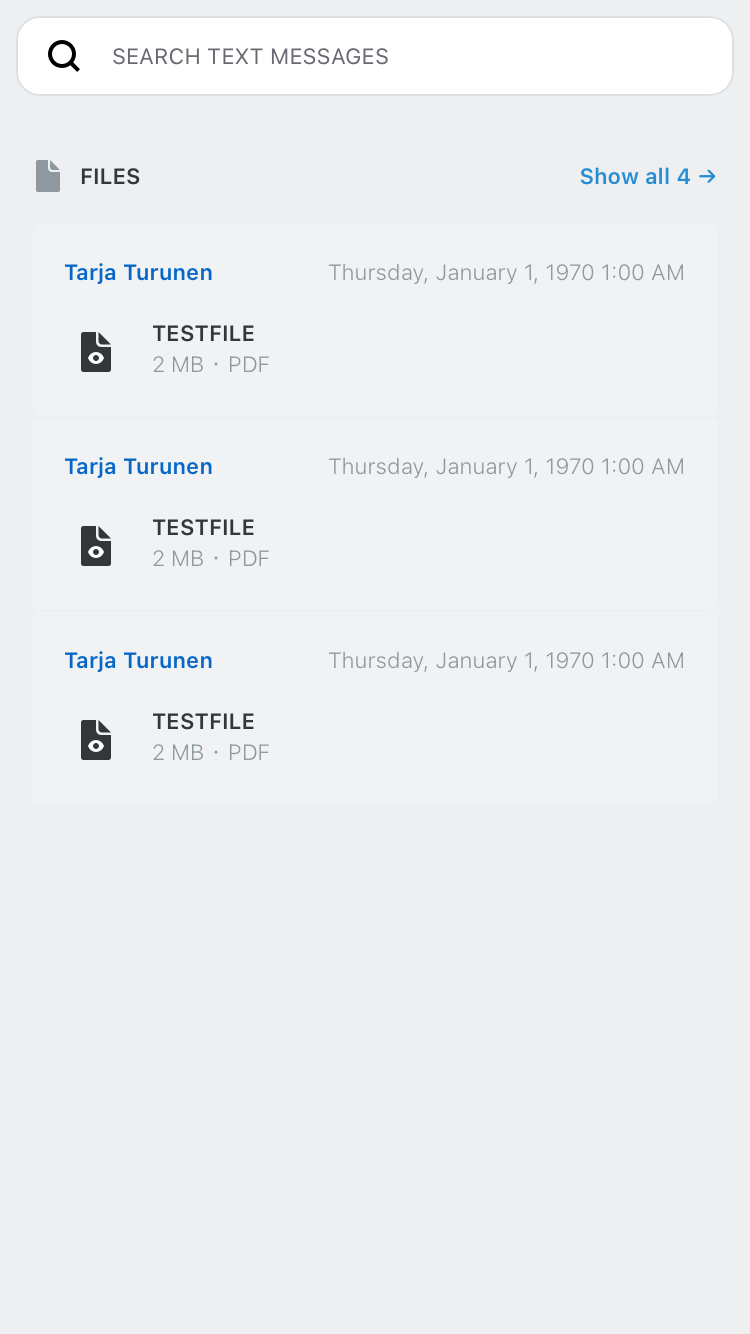 SEARCH TEXT MESSAGES
FILES
Show all 4 →
Tarja Turunen
Thursday, January 1, 1970 1:00 AM
TESTFILE
2 MB · PDF
Tarja Turunen
Thursday, January 1, 1970 1:00 AM
TESTFILE
2 MB · PDF
Tarja Turunen
Thursday, January 1, 1970 1:00 AM
TESTFILE
2 MB · PDF